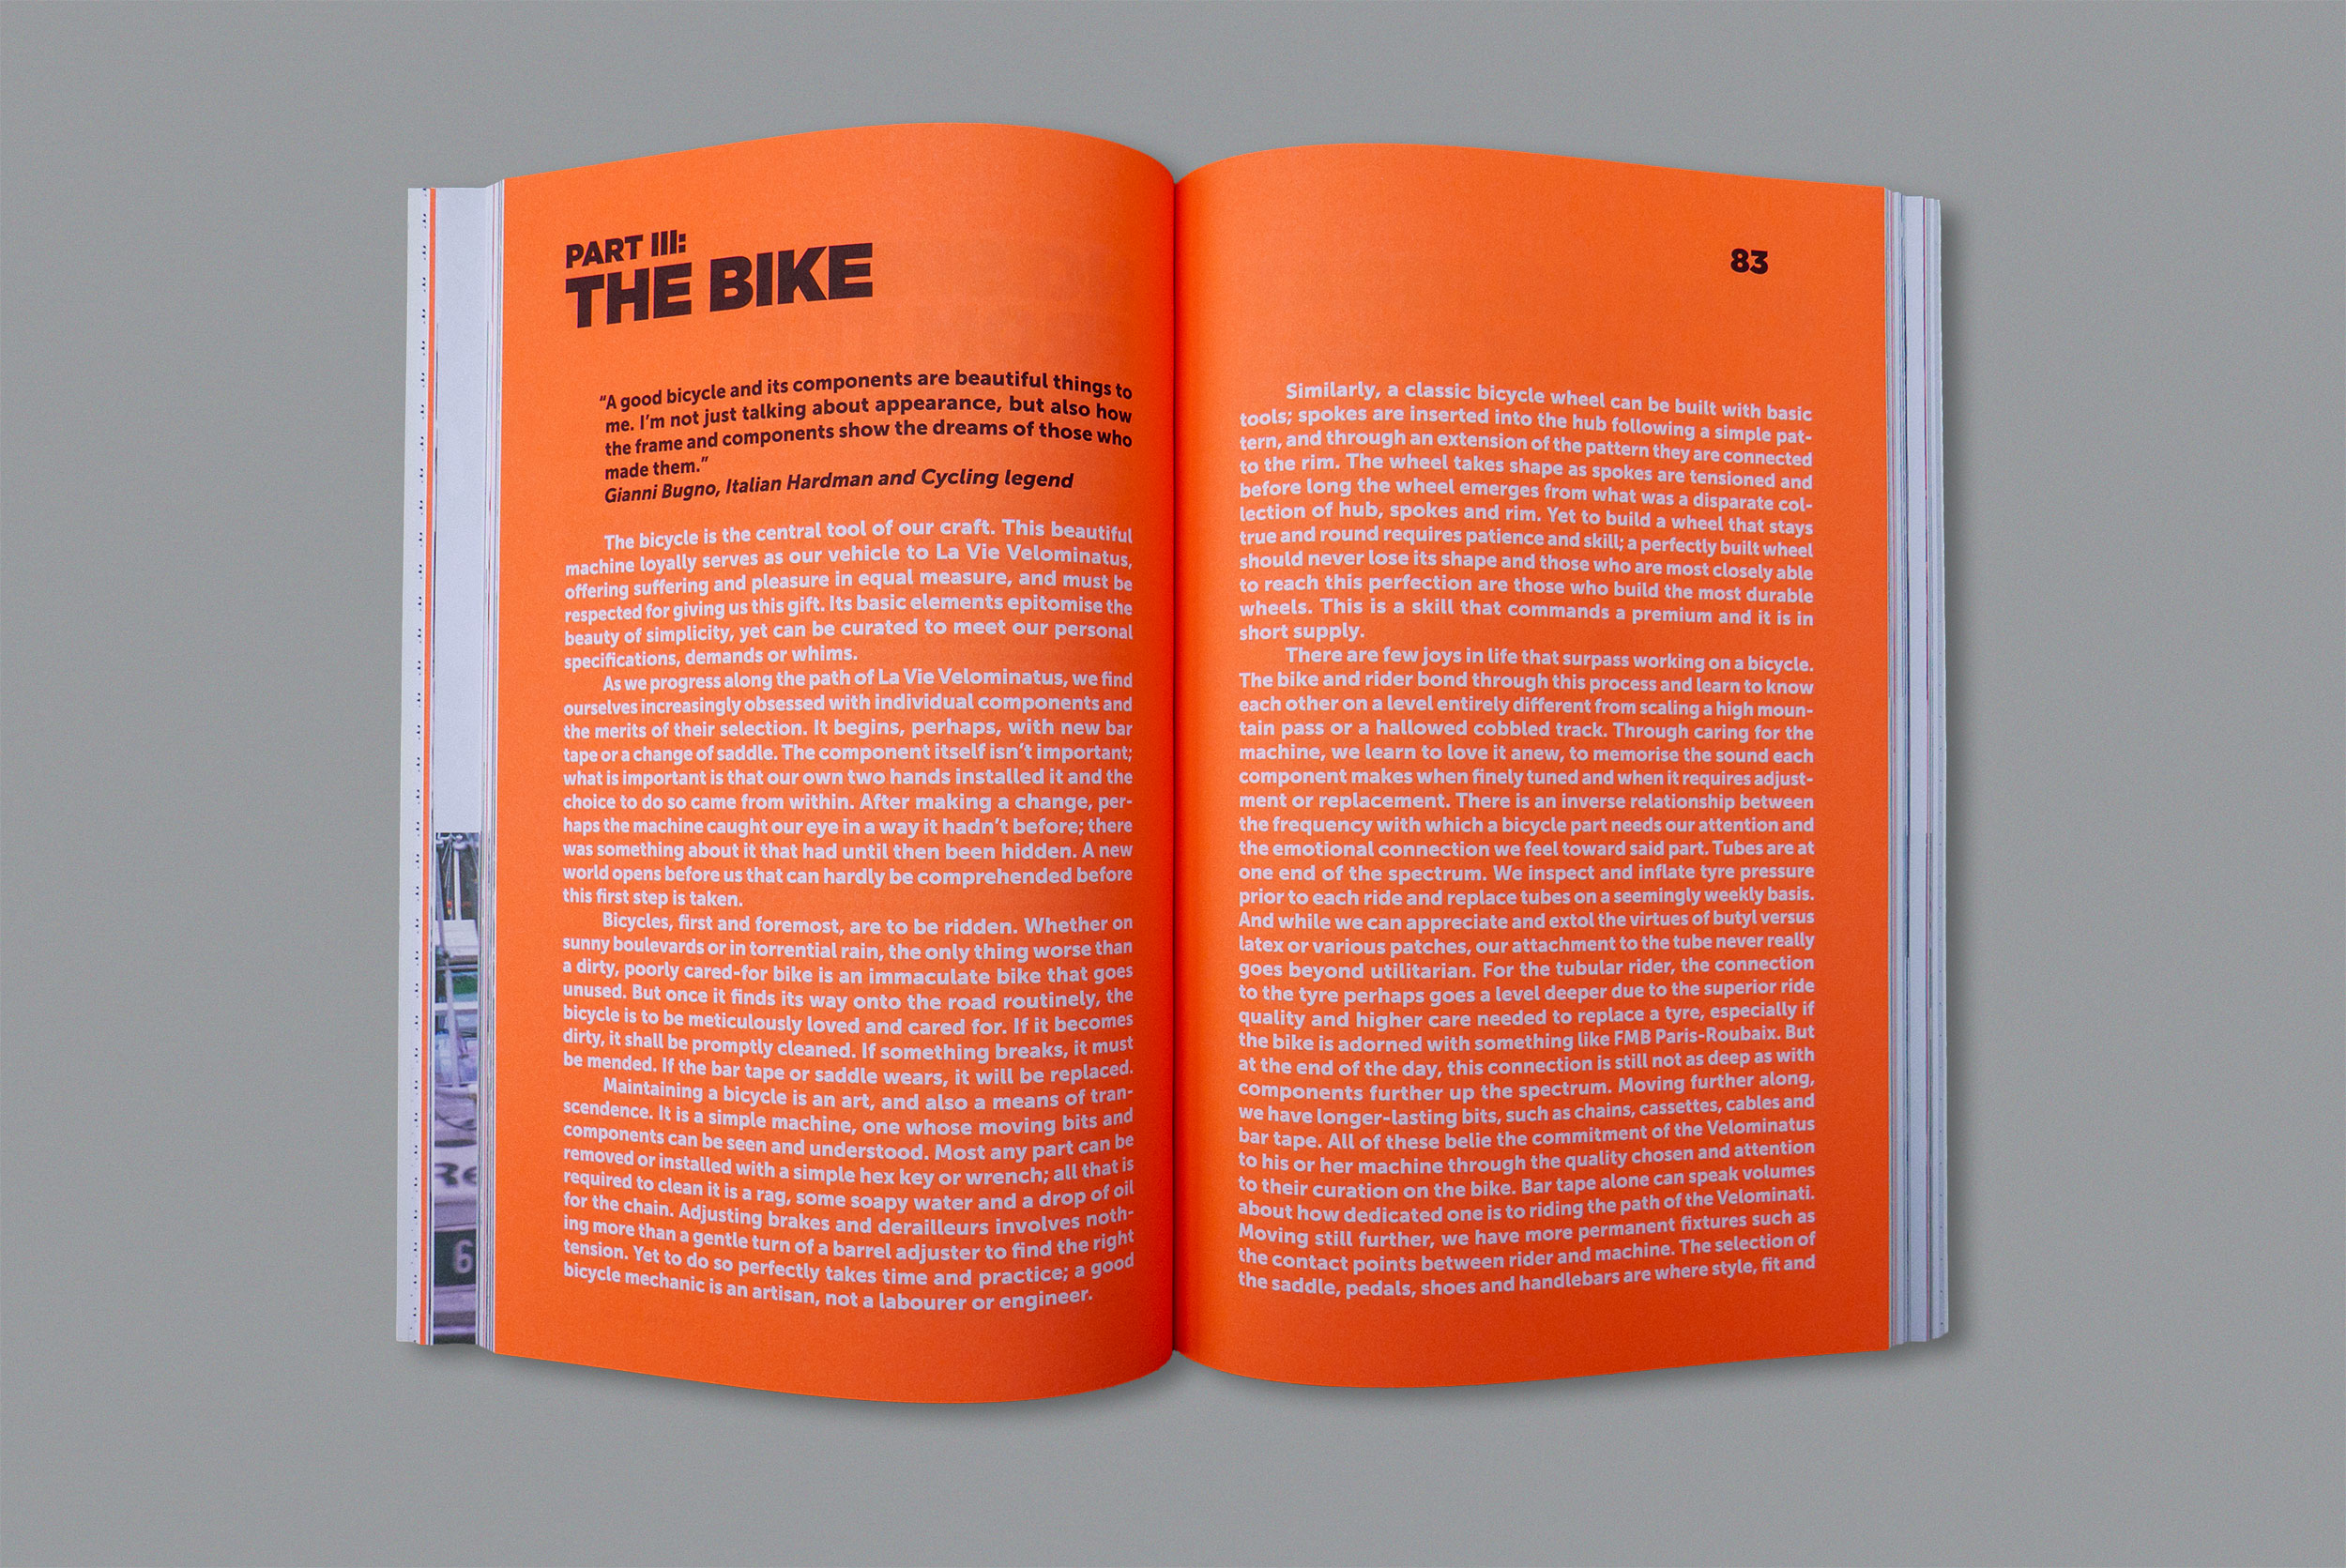 PART III:
THE BIKE
“A good bicycle and its components are beautiful things to
me. I’m not just talking about appearance, but also how
the frame and components show the dreams of those who
made them.”
Gianni Bugno, Italian Hardman and Cycling legend
The bicycle is the central tool of our craft. This beautiful
machine loyally serves as our vehicle to La Vie Velominatus,
offering suffering and pleasure in equal measure, and must be
respected for giving us this gift. Its basic elements epitomise the
beauty of simplicity, yet can be curated to meet our personal
specifications, demands or whims.
As we progress along the path of La Vie Velominatus, we find
ourselves increasingly obsessed with individual components and
the merits of their selection. It begins, perhaps, with new bar
tape or a change of saddle. The component itself isn’t important;
what is important is that our own two hands installed it and the
choice to do so came from within. After making a change, per-
haps the machine caught our eye in a way it hadn’t before; there
was something about it that had until then been hidden. A new
world opens before us that can hardly be comprehended before
this first step is taken.
Bicycles, first and foremost, are to be ridden. Whether on
sunny boulevards or in torrential rain, the only thing worse than
a dirty, poorly cared-for bike is an immaculate bike that goes
unused. But once it finds its way onto the road routinely, the
bicycle is to be meticulously loved and cared for. If it becomes
dirty, it shall be promptly cleaned. If something breaks, it must
be mended. If the bar tape or saddle wears, it will be replaced.
Maintaining a bicycle is an art, and also a means of tran-
scendence. It is a simple machine, one whose moving bits and
components can be seen and understood. Most any part can be
removed or installed with a simple hex key or wrench; all that is
required to clean it is a rag, some soapy water and a drop of oil
for the chain. Adjusting brakes and derailleurs involves noth-
ing more than a gentle turn of a barrel adjuster to find the right
tension. Yet to do so perfectly takes time and practice; a good
bicycle mechanic is an artisan, not a labourer or engineer.
83
Similarly, a classic bicycle wheel can be built with basic
tools; spokes are inserted into the hub following a simple pat-
tern, and through an extension of the pattern they are connected
to the rim. The wheel takes shape as spokes are tensioned and
before long the wheel emerges from what was a disparate col-
lection of hub, spokes and rim. Yet to build a wheel that stays
true and round requires patience and skill; a perfectly built wheel
should never lose its shape and those who are most closely able
to reach this perfection are those who build the most durable
wheels. This is a skill that commands a premium and it is in
short supply.
There are few joys in life that surpass working on a bicycle.
The bike and rider bond through this process and learn to know
each other on a level entirely different from scaling a high moun-
tain pass or a hallowed cobbled track. Through caring for the
machine, we learn to love it anew, to memorise the sound each
component makes when finely tuned and when it requires adjust-
ment or replacement. There is an inverse relationship between
the frequency with which a bicycle part needs our attention and
the emotional connection we feel toward said part. Tubes are at
one end of the spectrum. We inspect and inflate tyre pressure
prior to each ride and replace tubes on a seemingly weekly basis.
And while we can appreciate and extol the virtues of butyl versus
latex or various patches, our attachment to the tube never really
goes beyond utilitarian. For the tubular rider, the connection
to the tyre perhaps goes a level deeper due to the superior ride
quality and higher care needed to replace a tyre, especially if
the bike is adorned with something like FMB Paris-Roubaix. But
at the end of the day, this connection is still not as deep as with
components further up the spectrum. Moving further along,
we have longer-lasting bits, such as chains, cassettes, cables and
bar tape. All of these belie the commitment of the Velominatus
to his or her machine through the quality chosen and attention
to their curation on the bike. Bar tape alone can speak volumes
about how dedicated one is to riding the path of the Velominati.
Moving still further, we have more permanent fixtures such as
the contact points between rider and machine. The selection of
the saddle, pedals, shoes and handlebars are where style, fit and